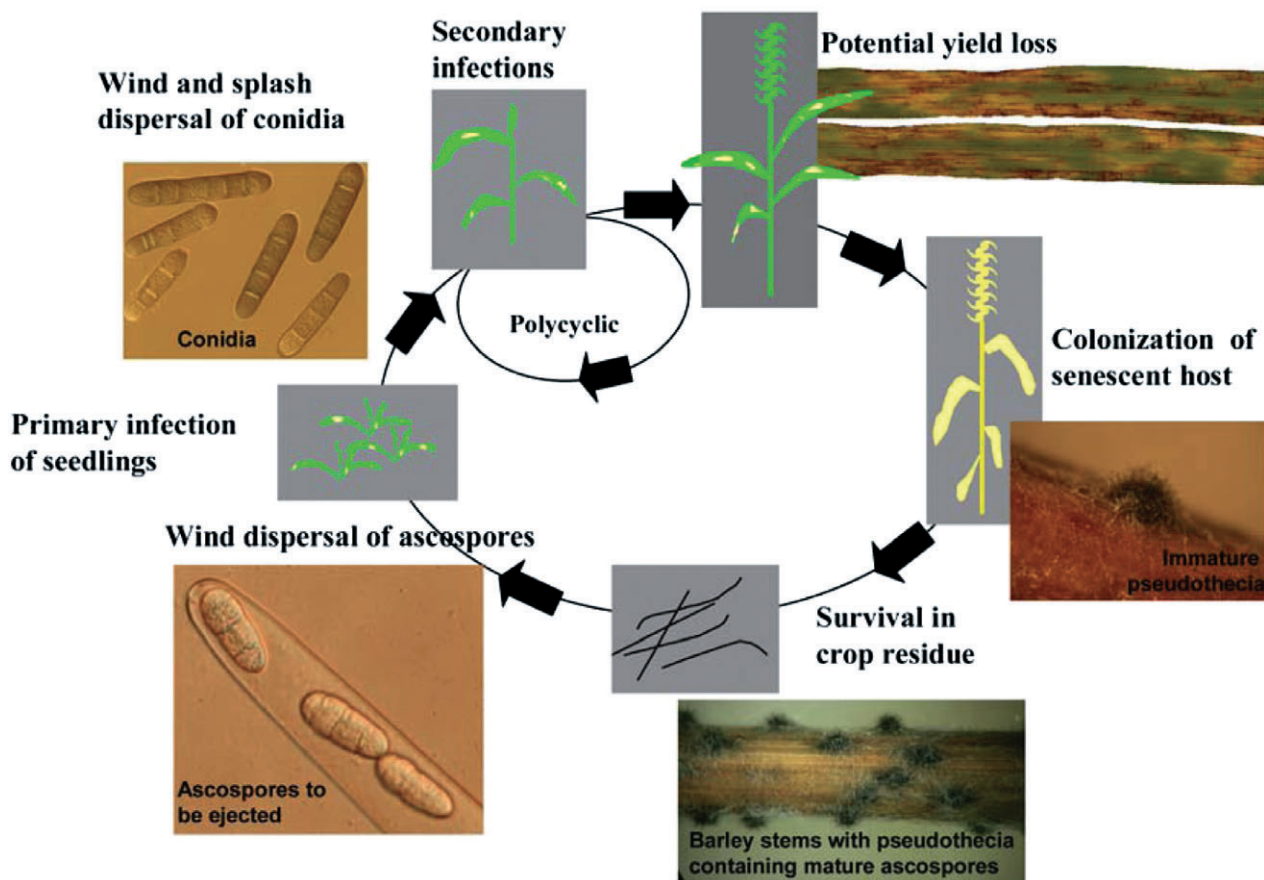 Secondary
infections
Potential yield loss
Wind and splash
dispersal of conidia
Conidia
Polycyclic
Colonization of
senescent host
Immature
pseudothecia
Primary infection
of seedlings
Wind dispersal of ascospores
Survival in
crop residue
Ascospores to
be ejected
Barley stems with pseudothecia
containing mature ascospores